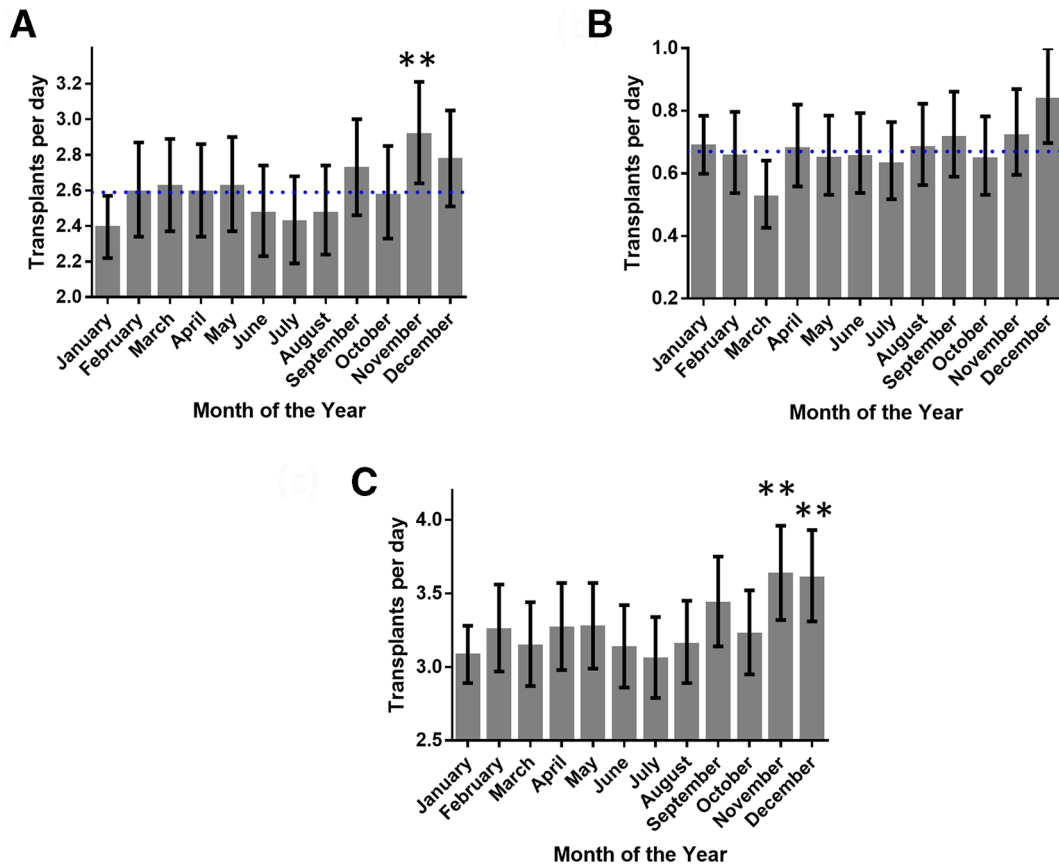 A
**
Transplants per day
3.2
3.0
2.8
2.6
2.4
2.2
2.0
January
February
March
April
May
June
July
August
September
October
November
December
Month of the Year
(b)
B
Transplants per day
1.0
0.8
0.6
0.4
0.2
January
February
March
April
May
June
July
August
September
October
November
December
Month of the Year
(c)
C
**
**
Transplants per day
4.0
3.5
3.0
2.5
January
February
March
April
May
June
July
August
September
October
November
December
Month of the Year